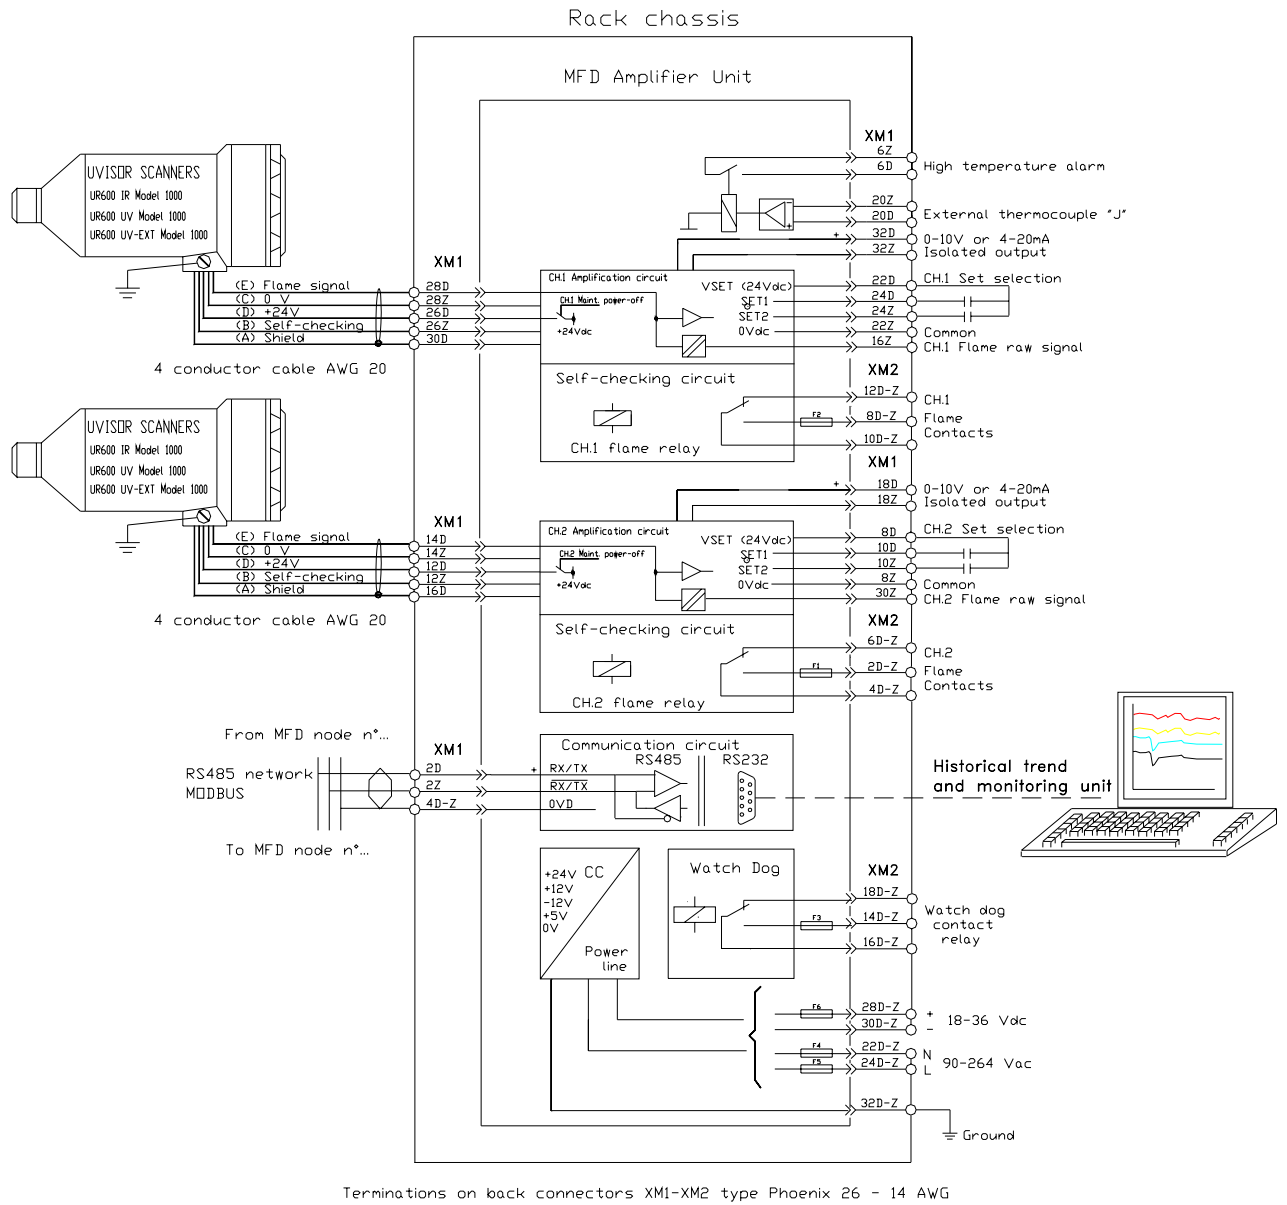 Rack chassis
MFD Amplifier Unit
XM1
6Z
6D
High temperature alarm
20Z
20D
External thermocouple "J"
-
+
+
32D
0-10V or 4-20mA
32Z
Isolated output
UVISOR SCANNERS
UR600 IR Model 1000
UR600 UV Model 1000
UR600 UV-EXT Model 1000
XM1
(E) Flame signal
28D
(C) 0 V
28Z
(D) +24V
26D
(B) Self-checking
26Z
(A) Shield
30D
4 conductor cable AWG 20
CH.1 Amplification circuit
CH.1 Maint. power-off
+24Vdc
VSET (24Vdc)
SET1
SET2
0Vdc
22D
CH.1 Set selection
24D
24Z
22Z
Common
16Z
CH.1 Flame raw signal
Self-checking circuit
CH.1 flame relay
XM2
12D-Z
CH.1
F2
8D-Z
Flame
Contacts
10D-Z
UVISOR SCANNERS
UR600 IR Model 1000
UR600 UV Model 1000
UR600 UV-EXT Model 1000
XM1
(E) Flame signal
14D
(C) 0 V
14Z
(D) +24V
12D
(B) Self-checking
12Z
(A) Shield
16D
4 conductor cable AWG 20
XM1
+
18D
0-10V or 4-20mA
18Z
Isolated output
CH.2 Amplification circuit
CH.2 Maint. power-off
+24Vdc
VSET (24Vdc)
SET1
SET2
0Vdc
8D
CH.2 Set selection
10D
10Z
8Z
Common
30Z
CH.2 Flame raw signal
Self-checking circuit
CH.2 flame relay
XM2
6D-Z
CH.2
F1
2D-Z
Flame
Contacts
4D-Z
From MFD node n°...
RS485 network
MODBUS
To MFD node n°...
XM1
2D
2Z
4D-Z
Communication circuit
RS485
RS232
+
RX/TX
RX/TX
0VD
Historical trend
and monitoring unit
+24V
+12V
-12V
+5V
0V
CC
Power
line
Watch Dog
XM2
18D-Z
F3
14D-Z
16D-Z
Watch dog
contact
relay
F6
28D-Z
+
30D-Z
-
18-36 Vdc
F4
22D-Z
N
F5
24D-Z
L
90-264 Vac
32D-Z
Ground
Terminations on back connectors XM1-XM2 type Phoenix 26 - 14 AWG